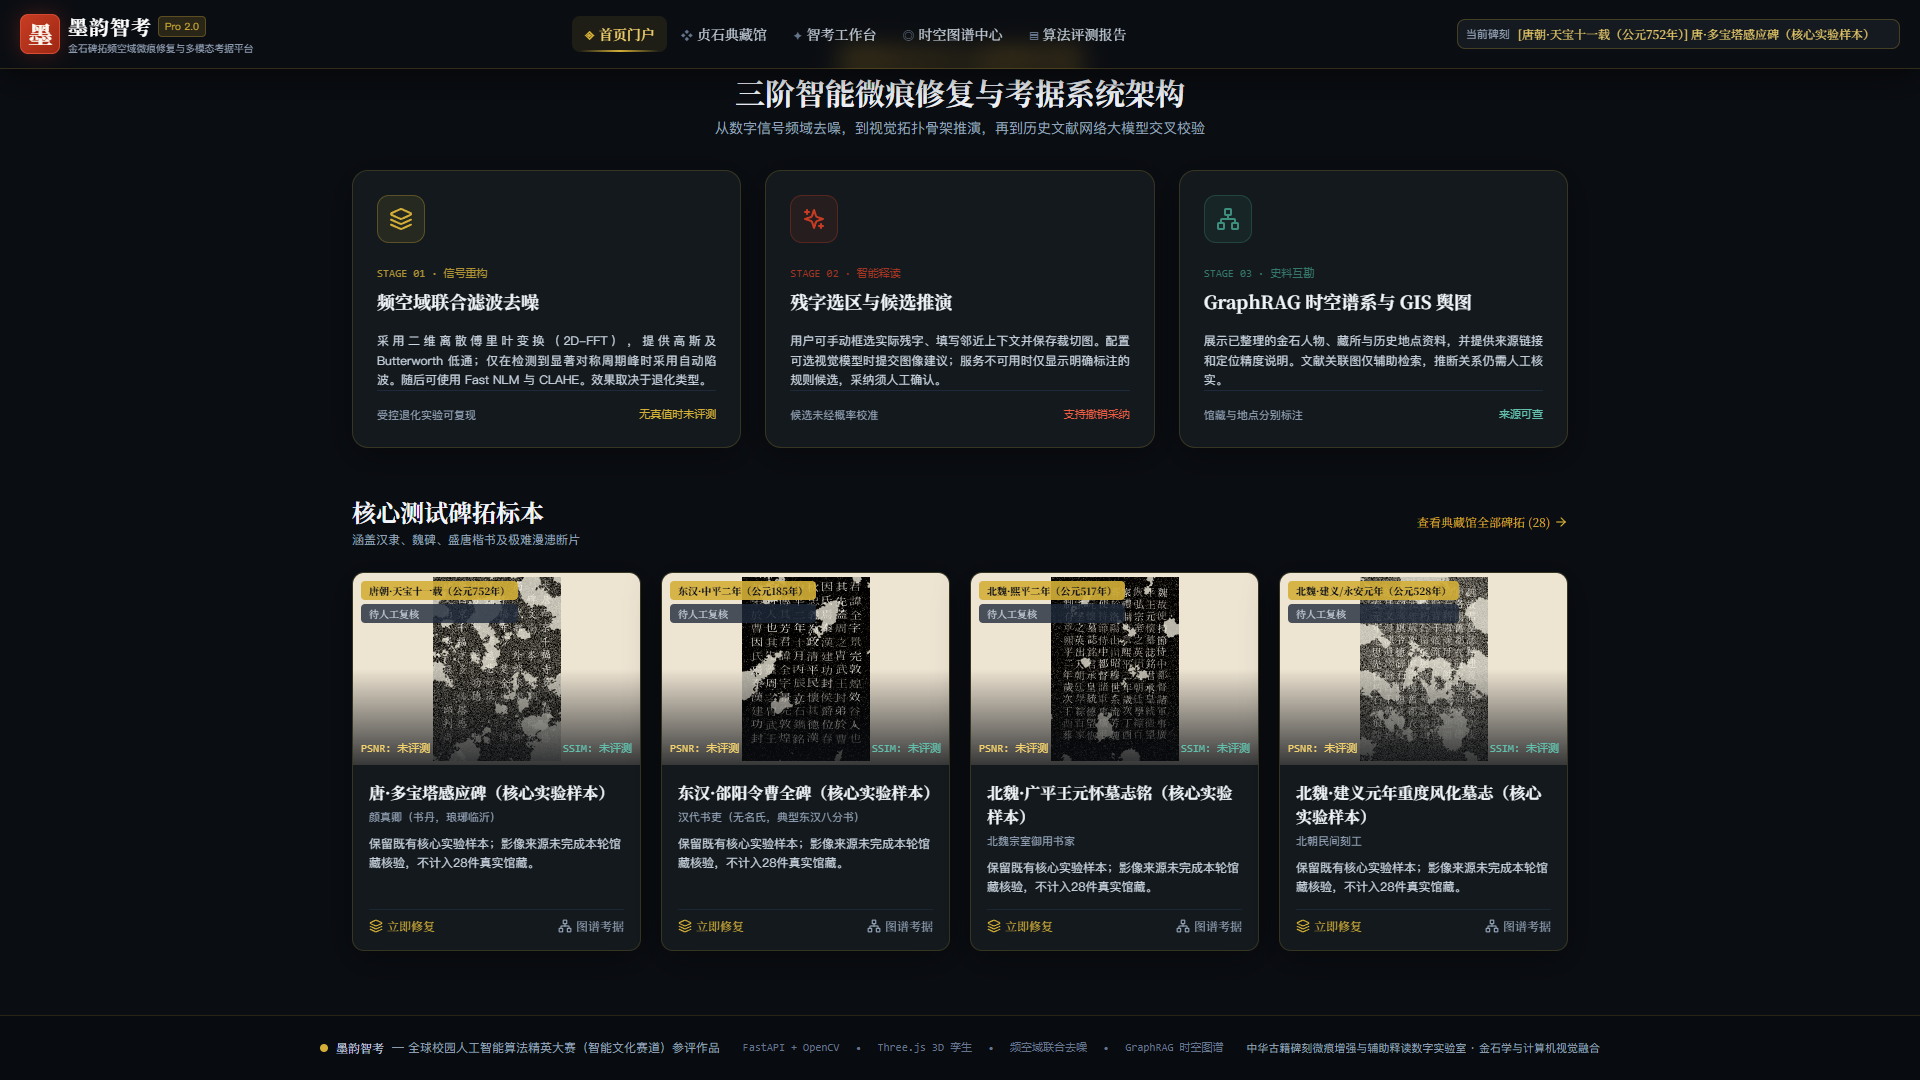 墨
墨韵智考 Pro 2.0
金石碑拓频空域微痕修复与多模态考据平台
首页门户
贞石典藏馆
智考工作台
时空图谱中心
算法评测报告
当前碑刻 [唐朝·天宝十一载（公元752年）] 唐·多宝塔感应碑（核心实验样本）
三阶智能微痕修复与考据系统架构
从数字信号频域去噪，到视觉拓扑骨架推演，再到历史文献网络大模型交叉校验
STAGE 01 · 信号重构
频空域联合滤波去噪
采用二维离散傅里叶变换（2D-FFT），提供高斯及
Butterworth 低通；仅在检测到显著对称周期峰时采用自动陷
波。随后可使用 Fast NLM 与 CLAHE。效果取决于退化类型。
受控退化实验可复现
无真值时未评测
STAGE 02 · 智能释读
残字选区与候选推演
用户可手动框选实际残字、填写邻近上下文并保存裁切图。配置
可选视觉模型时提交图像建议；服务不可用时仅显示明确标注的
规则候选，采纳须人工确认。
候选未经概率校准
支持撤销采纳
STAGE 03 · 史料互勘
GraphRAG 时空谱系与 GIS 舆图
展示已整理的金石人物、藏所与历史地点资料，并提供来源链接
和定位精度说明。文献关联图仅辅助检索，推断关系仍需人工核
实。
馆藏与地点分别标注
来源可查
核心测试碑拓标本
涵盖汉隶、魏碑、盛唐楷书及极难漫漶断片
查看典藏馆全部碑拓 (28) →
唐朝·天宝十一载（公元752年）
待人工复核
PSNR: 未评测
SSIM: 未评测
唐·多宝塔感应碑（核心实验样本）
颜真卿（书丹，琅琊临沂）
保留既有核心实验样本；影像来源未完成本轮馆
藏核验，不计入28件真实馆藏。
立即修复
图谱考据
东汉·中平二年（公元185年）
待人工复核
PSNR: 未评测
SSIM: 未评测
东汉·郃阳令曹全碑（核心实验样本）
汉代书吏（无名氏，典型东汉八分书）
保留既有核心实验样本；影像来源未完成本轮馆
藏核验，不计入28件真实馆藏。
立即修复
图谱考据
北魏·熙平二年（公元517年）
待人工复核
PSNR: 未评测
SSIM: 未评测
北魏·广平王元怀墓志铭（核心实验
样本）
北魏宗室御用书家
保留既有核心实验样本；影像来源未完成本轮馆
藏核验，不计入28件真实馆藏。
立即修复
图谱考据
北魏·建义/永安元年（公元528年）
待人工复核
PSNR: 未评测
SSIM: 未评测
北魏·建义元年重度风化墓志（核心
实验样本）
北朝民间刻工
保留既有核心实验样本；影像来源未完成本轮馆
藏核验，不计入28件真实馆藏。
立即修复
图谱考据
墨韵智考 — 全球校园人工智能算法精英大赛（智能文化赛道）参评作品
FastAPI + OpenCV • Three.js 3D 孪生 • 频空域联合去噪 • GraphRAG 时空图谱
中华古籍碑刻微痕增强与辅助释读数字实验室 · 金石学与计算机视觉融合